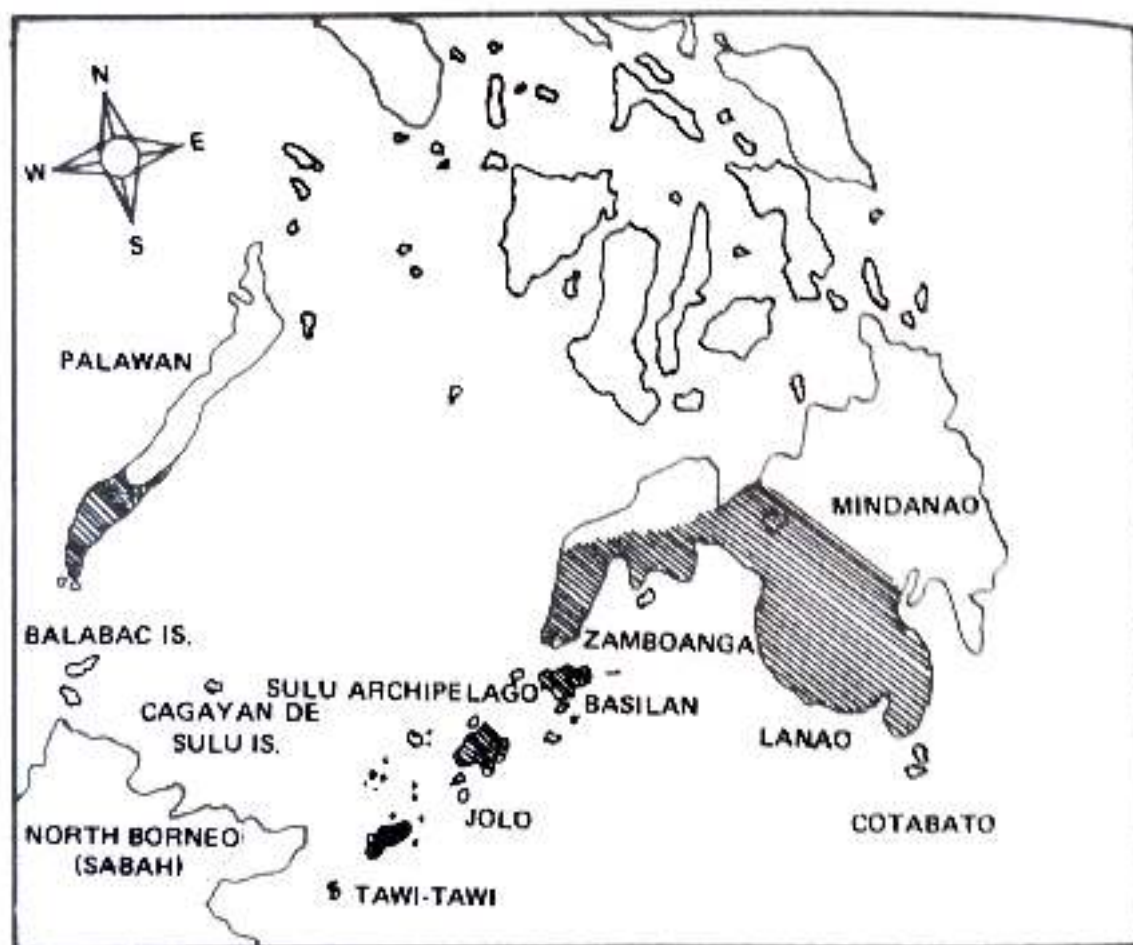 N
W E
S
PALAWAN
MINDANAO
BALABAC IS.
ZAMBOANGA
SULU ARCHIPELAGO
BASILAN
CAGAYAN DE
SULU IS.
LANAO
JOLO
COTABATO
NORTH BORNEO
(SABAH)
TAWI-TAWI